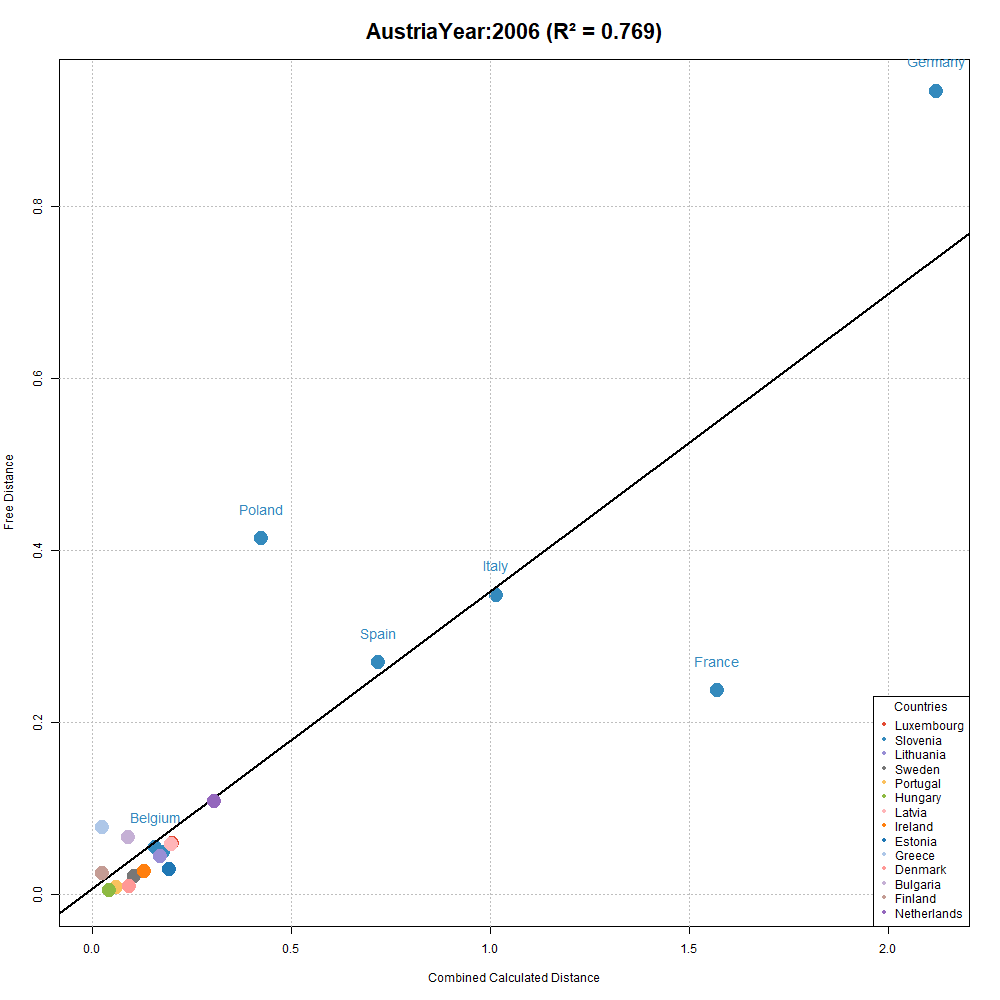 AustriaYear:2006 (R² = 0.769)
Germany
Poland
Italy
Spain
France
Belgium
Free Distance
0.8
0.6
0.4
0.2
0.0
0.0 0.5 1.0 1.5 2.0
Combined Calculated Distance
Countries
Luxembourg
Slovenia
Lithuania
Sweden
Portugal
Hungary
Latvia
Ireland
Estonia
Greece
Denmark
Bulgaria
Finland
Netherlands